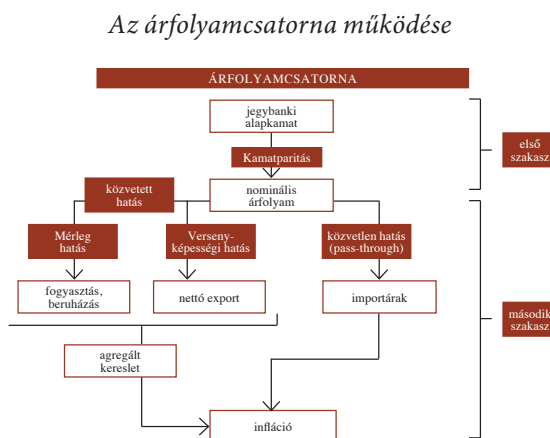 Az árfolyamcsatorna működése
ÁRFOLYAMCSATORNA
jegybanki
alapkamat
első
szakasz
Kamatparitás
közvetett
hatás
nominális
árfolyam
Mérleg
hatás
Verseny-
képességi hatás
közvetlen hatás
(pass-through)
fogyasztás,
beruházás
nettó export
importárak
második
szakasz
agregált
kereslet
infláció